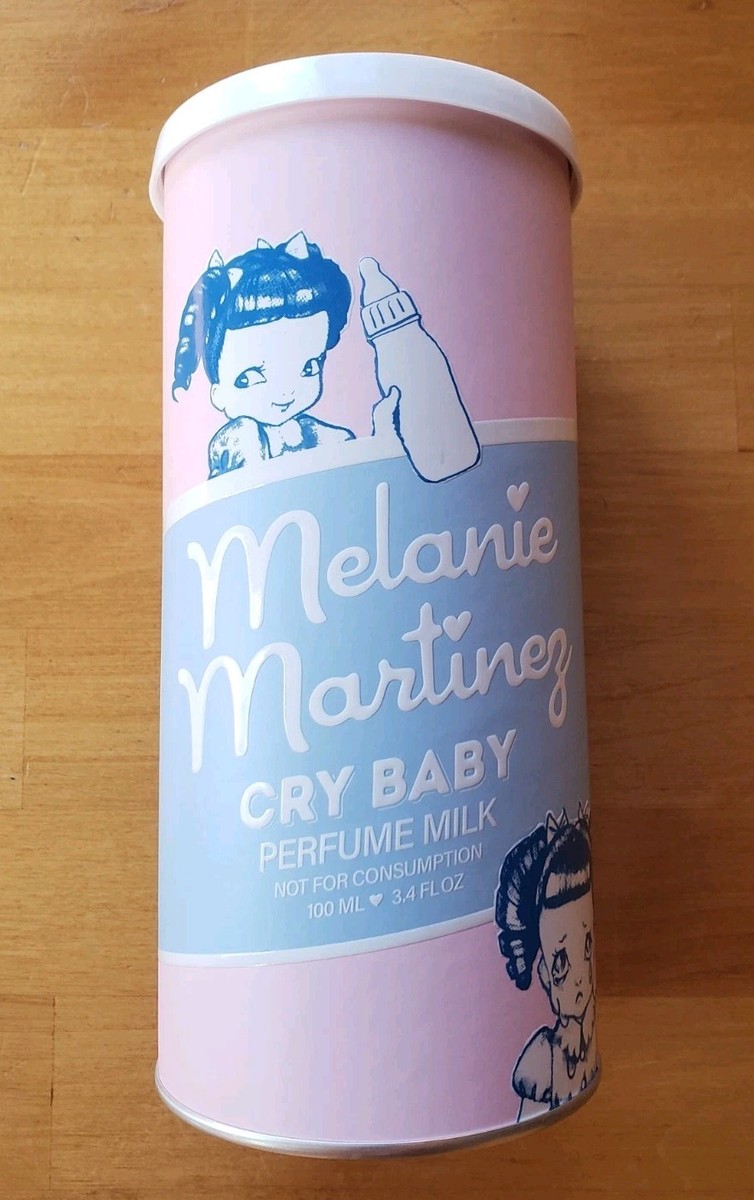 Melanie
Martinez
CRY BABY
PERFUME MILK
NOT FOR CONSUMPTION
100 ML ♥ 3.4 FL OZ